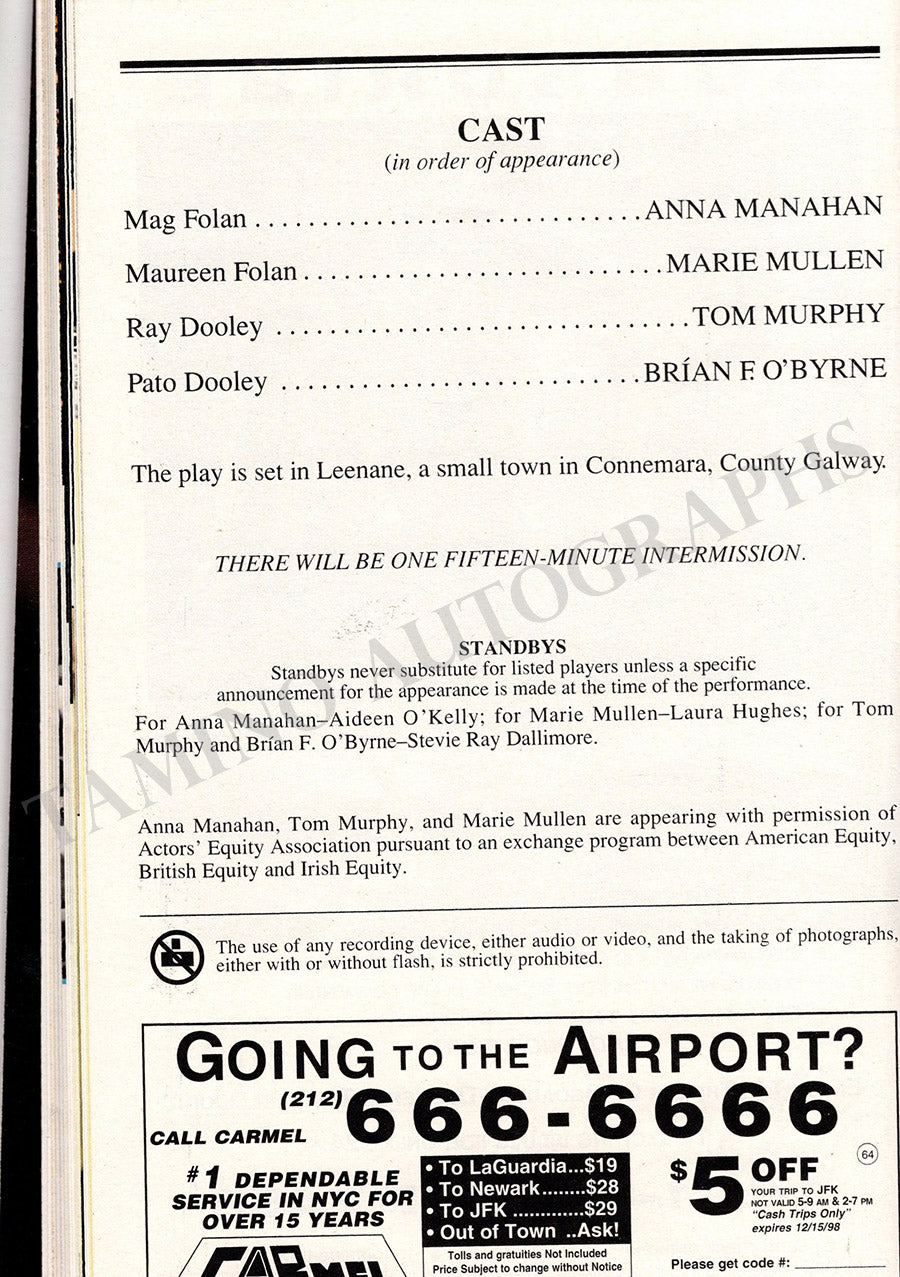 CAST
(in order of appearance)
Mag Folan ............................. ANNA MANAHAN
Maureen Folan ........................... MARIE MULLEN
Ray Dooley ............................... TOM MURPHY
Pato Dooley ........................... BRÍAN F. O'BYRNE
The play is set in Leenane, a small town in Connemara, County Galway.
THERE WILL BE ONE FIFTEEN-MINUTE INTERMISSION.
TAMINO AUTOGRAPHS
STANDBYS
Standbys never substitute for listed players unless a specific
announcement for the appearance is made at the time of the performance.
For Anna Manahan–Aideen O'Kelly; for Marie Mullen–Laura Hughes; for Tom
Murphy and Brían F. O'Byrne–Stevie Ray Dallimore.
Anna Manahan, Tom Murphy, and Marie Mullen are appearing with permission of
Actors' Equity Association pursuant to an exchange program between American Equity,
British Equity and Irish Equity.
The use of any recording device, either audio or video, and the taking of photographs,
either with or without flash, is strictly prohibited.
GOING TO THE AIRPORT?
(212) 666-6666
CALL CARMEL
#1 DEPENDABLE
SERVICE IN NYC FOR
OVER 15 YEARS
CARMEL
• To LaGuardia...$19
• To Newark........$28
• To JFK .............$29
• Out of Town ..Ask!
Tolls and gratuities Not Included
Price Subject to change without Notice
64
$5 OFF
YOUR TRIP TO JFK
NOT VALID 5-9 AM & 2-7 PM
"Cash Trips Only"
expires 12/15/98
Please get code #: ____________